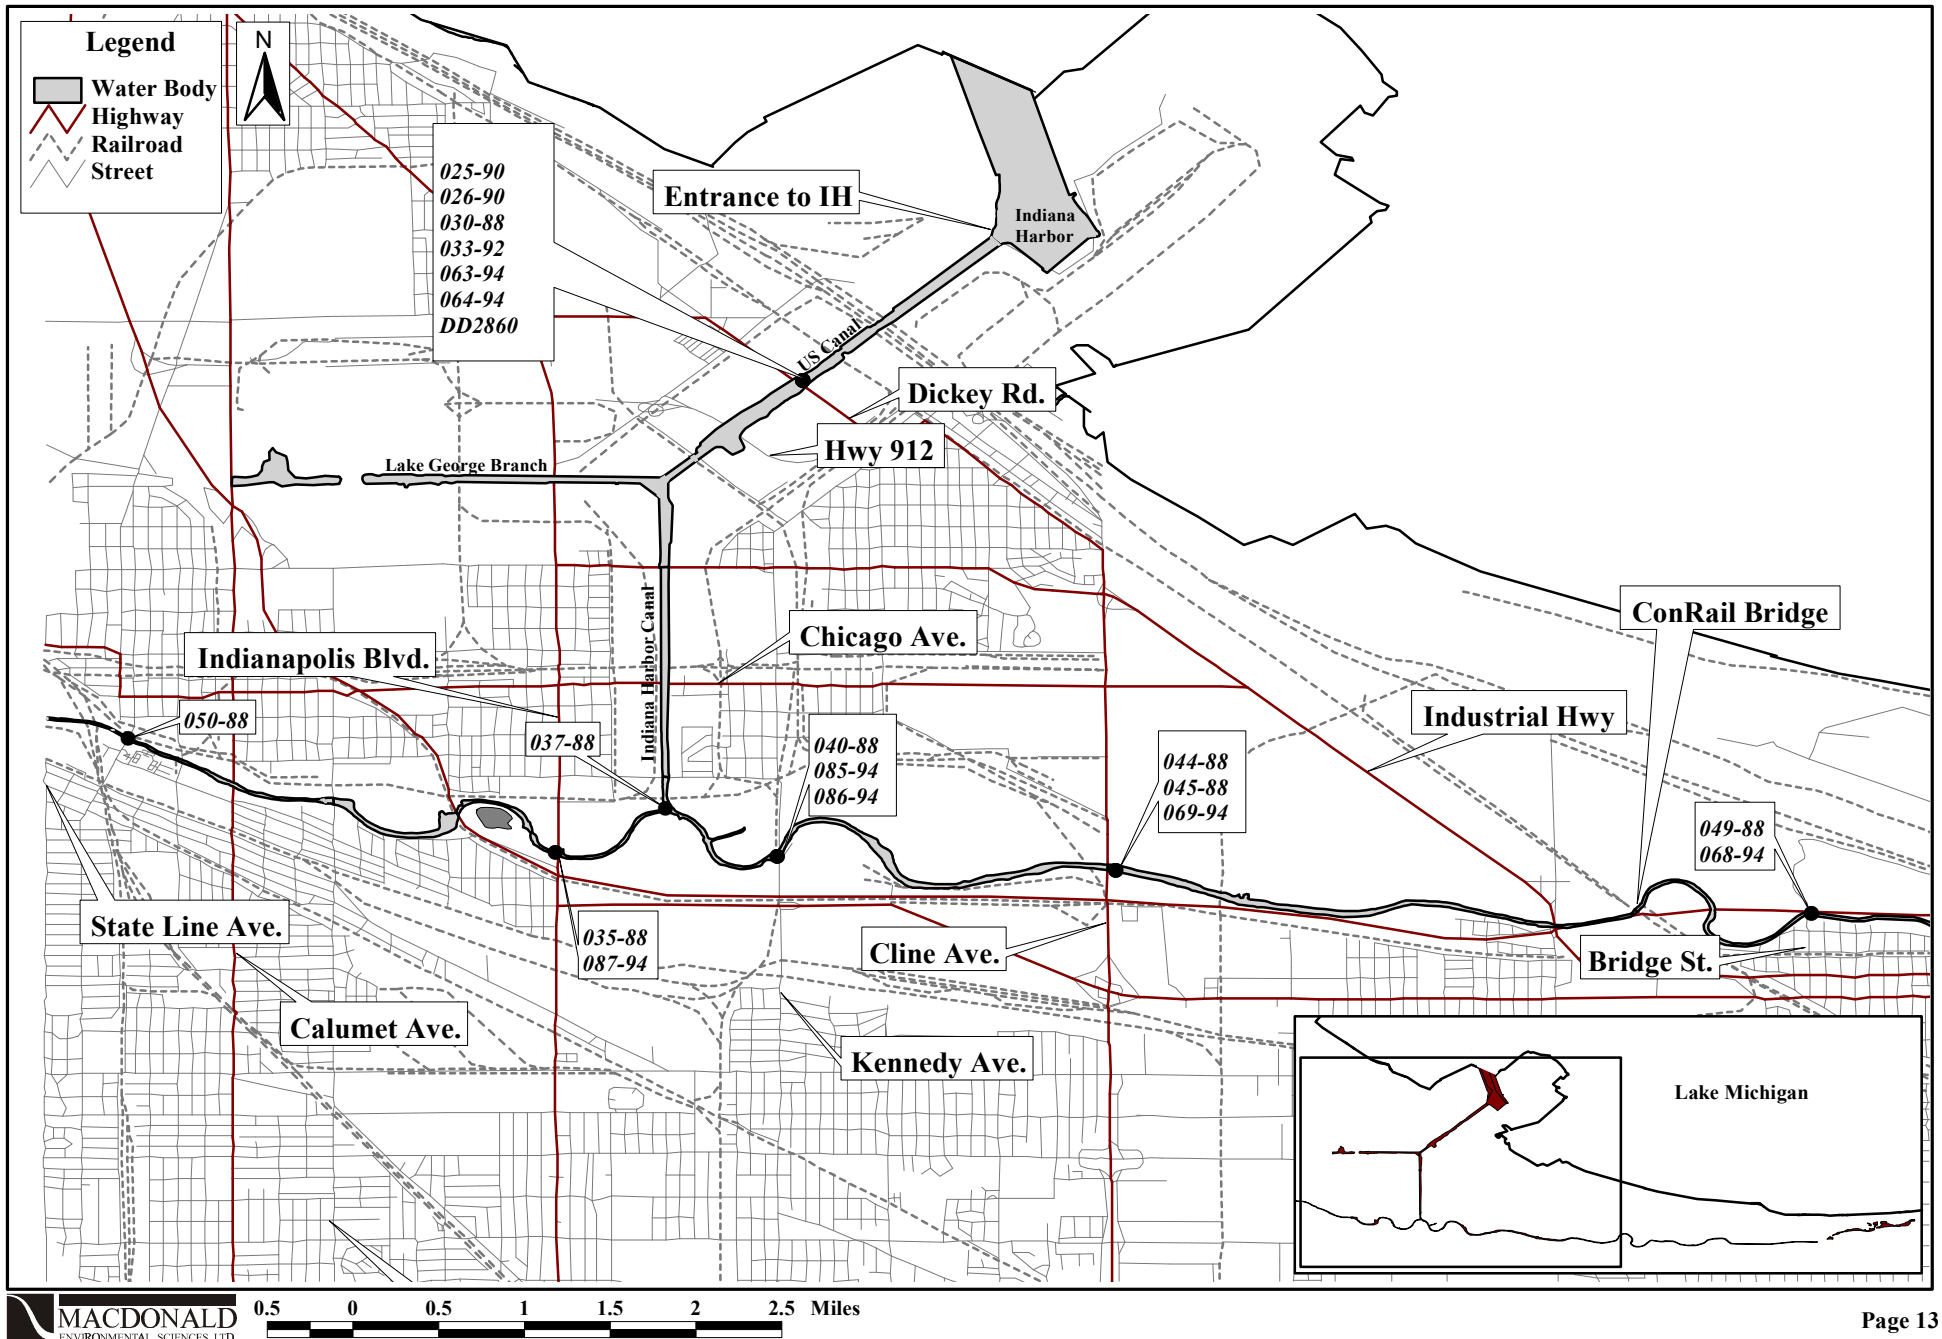 Legend
Water Body
Highway
Railroad
Street
N
025-90
026-90
030-88
033-92
063-94
064-94
DD2860
Entrance to IH
Indiana
Harbor
US Canal
Dickey Rd.
Hwy 912
Lake George Branch
Indiana Harbor Canal
Chicago Ave.
ConRail Bridge
Indianapolis Blvd.
Industrial Hwy
050-88
037-88
040-88
085-94
086-94
044-88
045-88
069-94
049-88
068-94
State Line Ave.
035-88
087-94
Cline Ave.
Bridge St.
Calumet Ave.
Kennedy Ave.
Lake Michigan
MACDONALD
ENVIRONMENTAL SCIENCES LTD.
0.5 0 0.5 1 1.5 2 2.5 Miles
Page 13